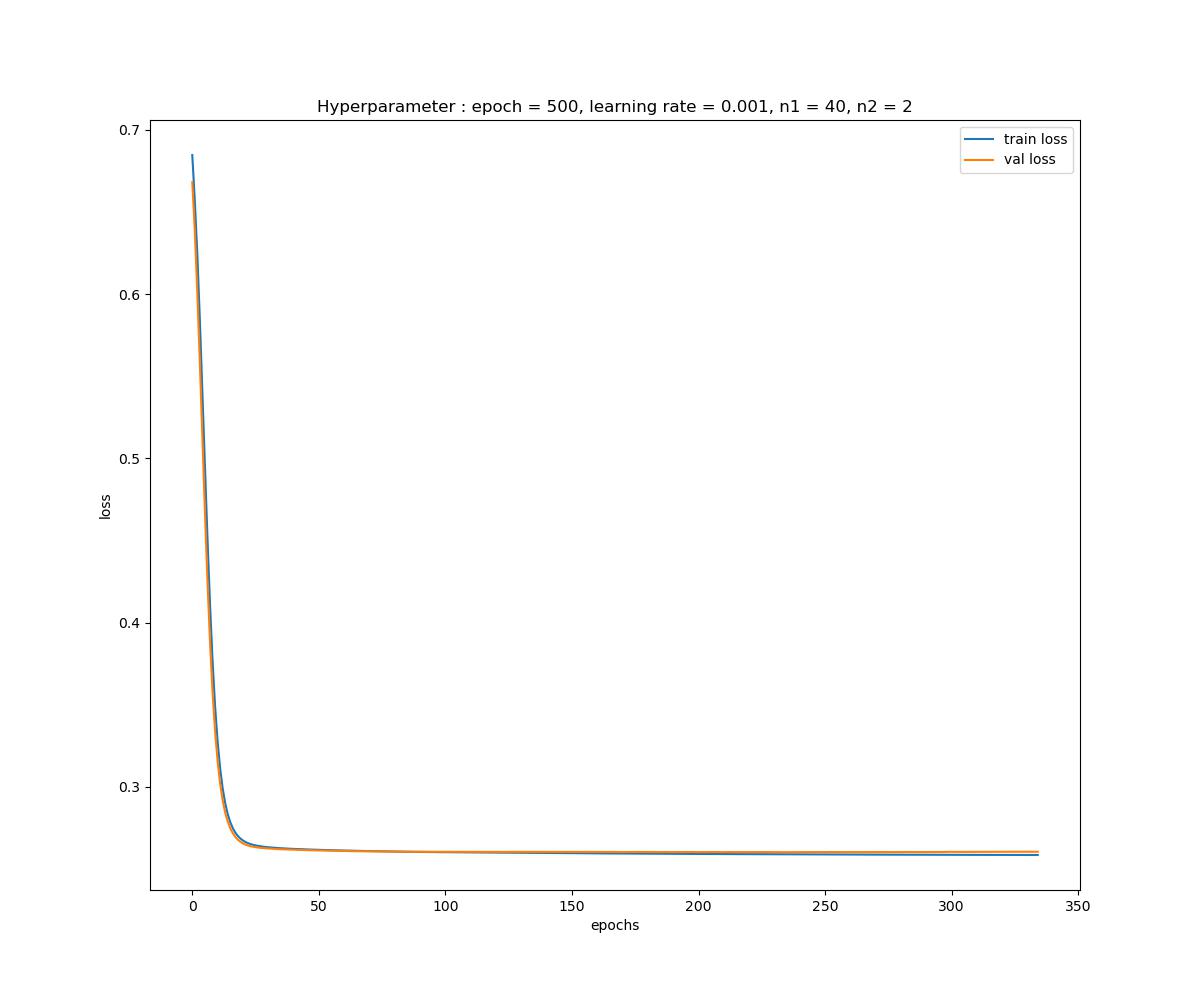 Hyperparameter : epoch = 500, learning rate = 0.001, n1 = 40, n2 = 2
train loss
val loss
0.7
0.6
0.5
0.4
0.3
loss
0 50 100 150 200 250 300 350
epochs